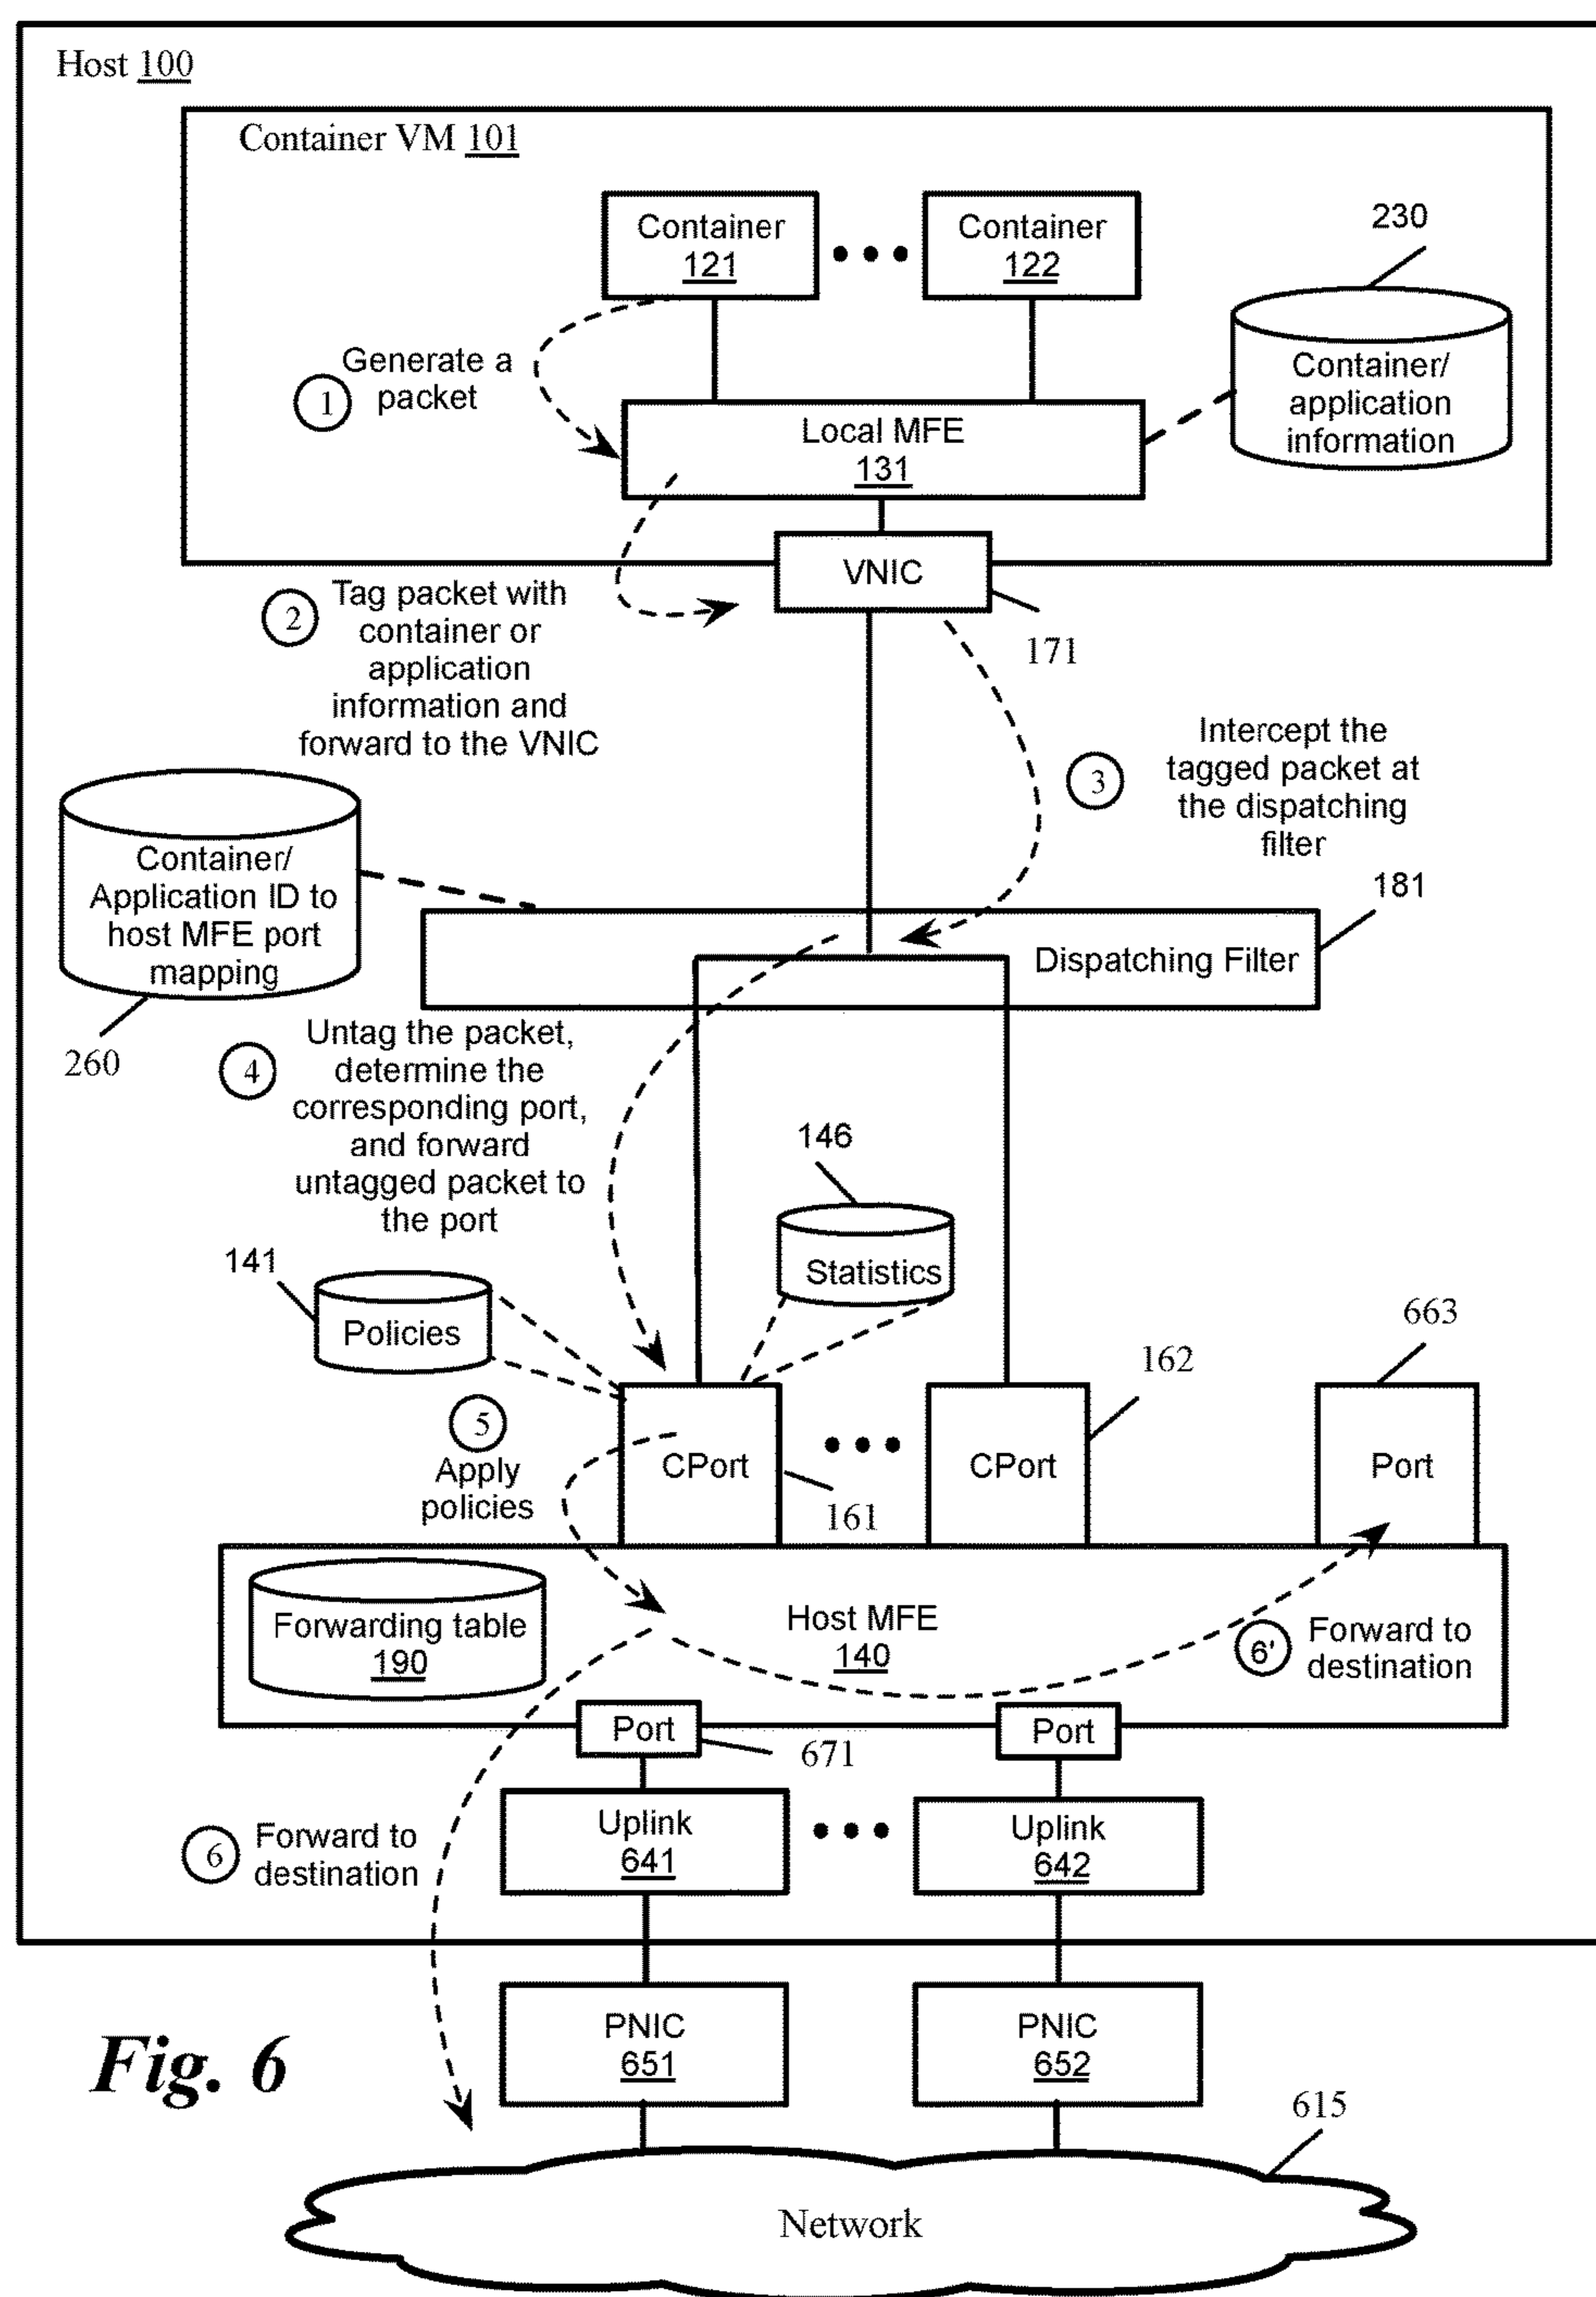 Host 100
Container VM 101
Container
121
Container
122
230
Container/
application
information
1
Generate a
packet
Local MFE
131
VNIC
171
2
Tag packet with
container or
application
information and
forward to the VNIC
3
Intercept the
tagged packet at
the dispatching
filter
Container/
Application ID to
host MFE port
mapping
260
181
Dispatching Filter
4
Untag the packet,
determine the
corresponding port,
and forward
untagged packet to
the port
146
Statistics
141
Policies
5
Apply
policies
CPort
161
CPort
162
663
Port
Forwarding table
190
Host MFE
140
6'
Forward to
destination
Port
671
Port
6
Forward to
destination
Uplink
641
Uplink
642
PNIC
651
PNIC
652
Fig. 6
615
Network